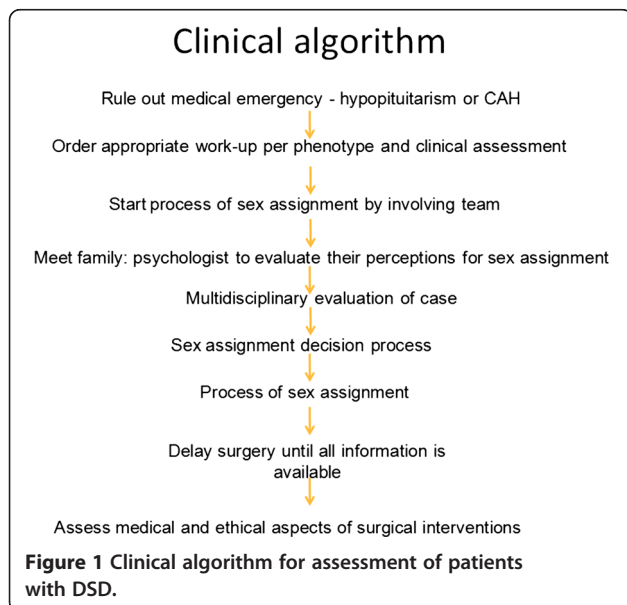 Clinical algorithm
Rule out medical emergency - hypopituitarism or CAH
Order appropriate work-up per phenotype and clinical assessment
Start process of sex assignment by involving team
Meet family: psychologist to evaluate their perceptions for sex assignment
Multidisciplinary evaluation of case
Sex assignment decision process
Process of sex assignment
Delay surgery until all information is
available
Assess medical and ethical aspects of surgical interventions
Figure 1 Clinical algorithm for assessment of patients
with DSD.